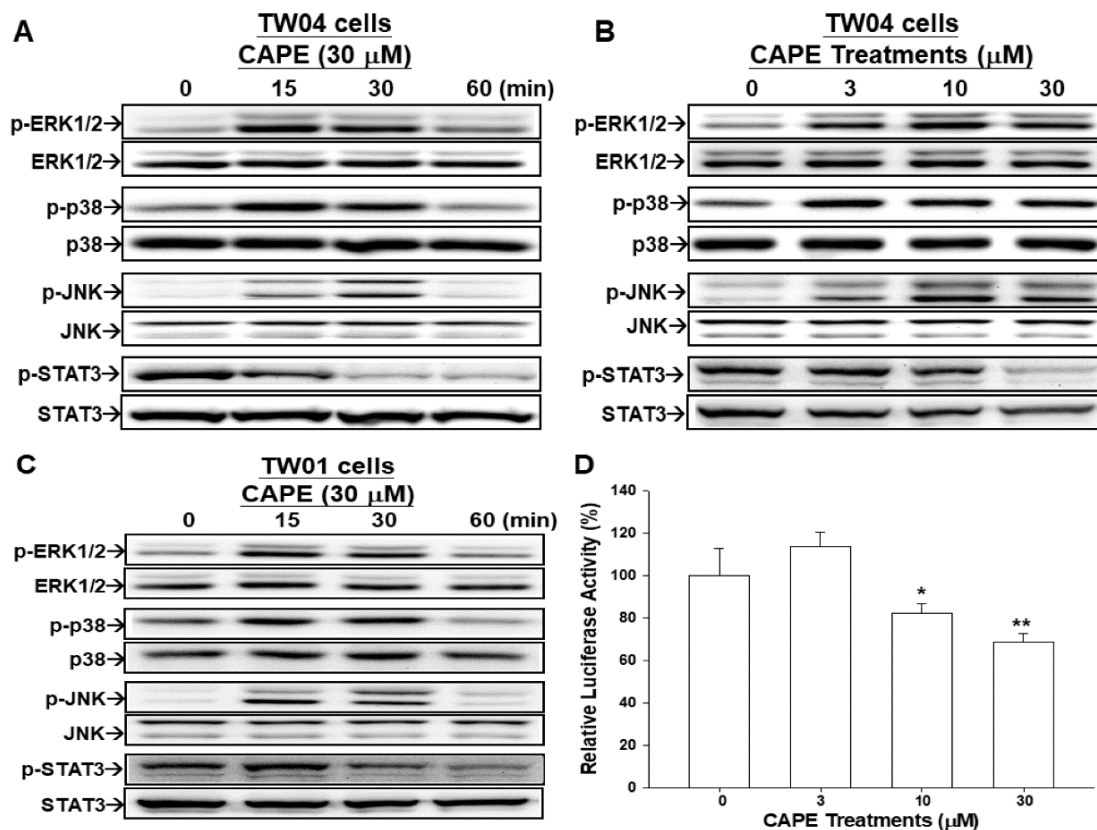 A
TW04 cells
CAPE (30 μM)
0 15 30 60 (min)
p-ERK1/2→
ERK1/2→
p-p38→
p38→
p-JNK→
JNK→
p-STAT3→
STAT3→
B
TW04 cells
CAPE Treatments (μM)
0 3 10 30
p-ERK1/2→
ERK1/2→
p-p38→
p38→
p-JNK→
JNK→
p-STAT3→
STAT3→
C
TW01 cells
CAPE (30 μM)
0 15 30 60 (min)
p-ERK1/2→
ERK1/2→
p-p38→
p38→
p-JNK→
JNK→
p-STAT3→
STAT3→
D
Relative Luciferase Activity (%)
140
120
100
80
60
40
20
0
*
**
0 3 10 30
CAPE Treatments (μM)